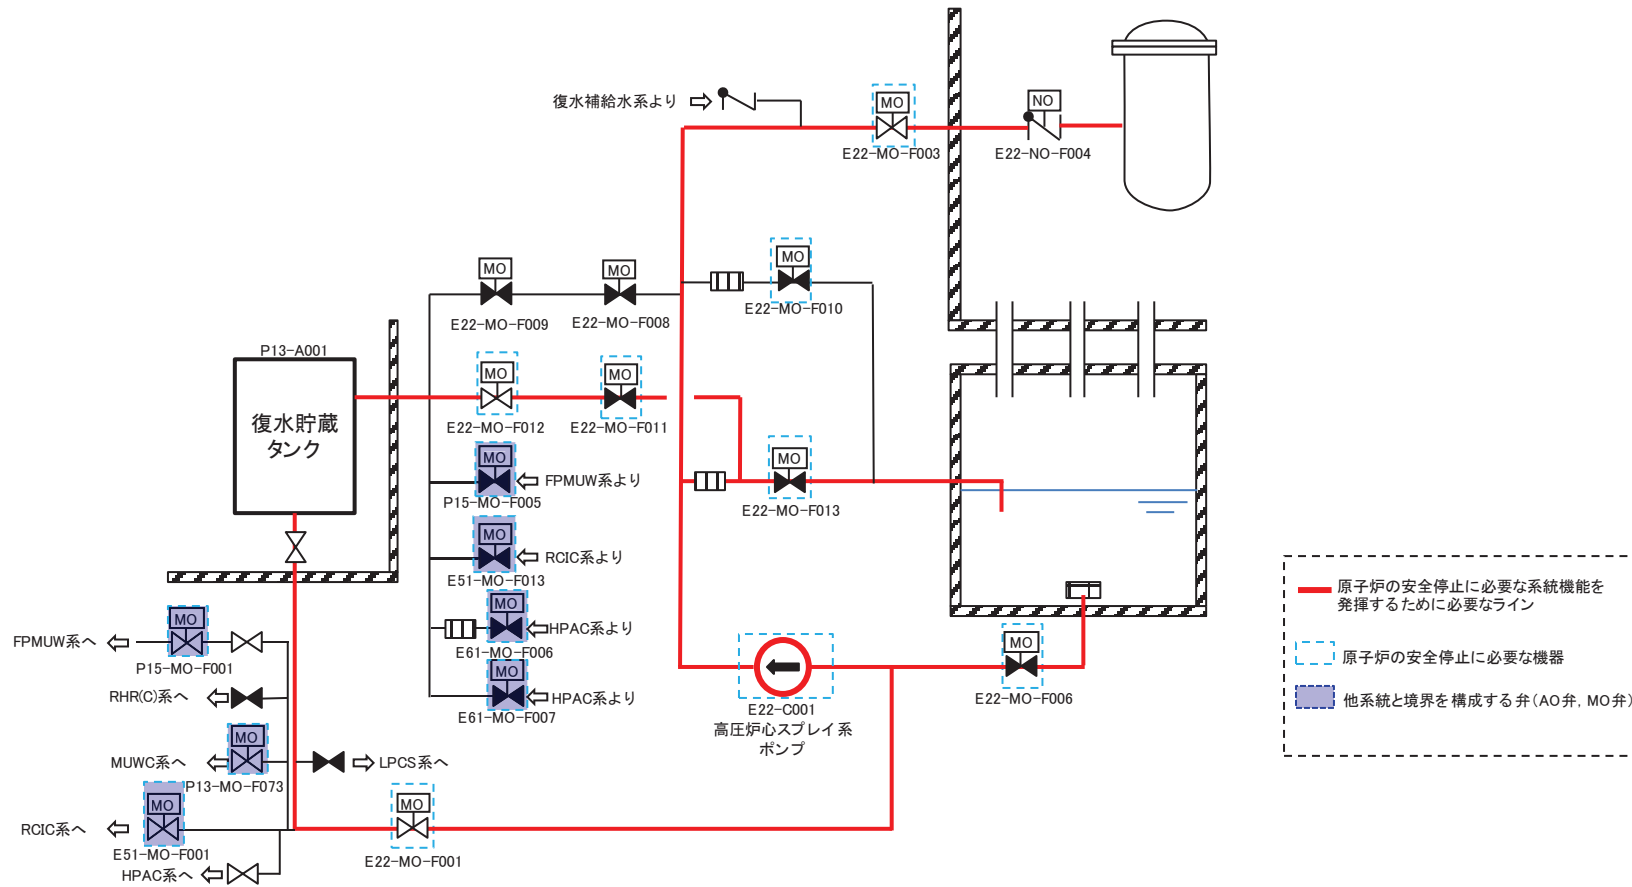 復水補給水系より
MO
E22-MO-F003
NO
E22-NO-F004
MO
E22-MO-F009
MO
E22-MO-F008
MO
E22-MO-F010
P13-A001
復水貯蔵
タンク
MO
E22-MO-F012
MO
E22-MO-F011
MO
P15-MO-F005
FPMUW系より
MO
E22-MO-F013
MO
E51-MO-F013
RCIC系より
MO
E61-MO-F006
HPAC系より
MO
E61-MO-F007
HPAC系より
FPMUW系へ
MO
P15-MO-F001
RHR(C)系へ
MUWC系へ
MO
P13-MO-F073
LPCS系へ
RCIC系へ
MO
E51-MO-F001
HPAC系へ
MO
E22-MO-F001
E22-C001
高圧炉心スプレイ系
ポンプ
MO
E22-MO-F006
原子炉の安全停止に必要な系統機能を
発揮するために必要なライン
原子炉の安全停止に必要な機器
他系統と境界を構成する弁(AO弁, MO弁)